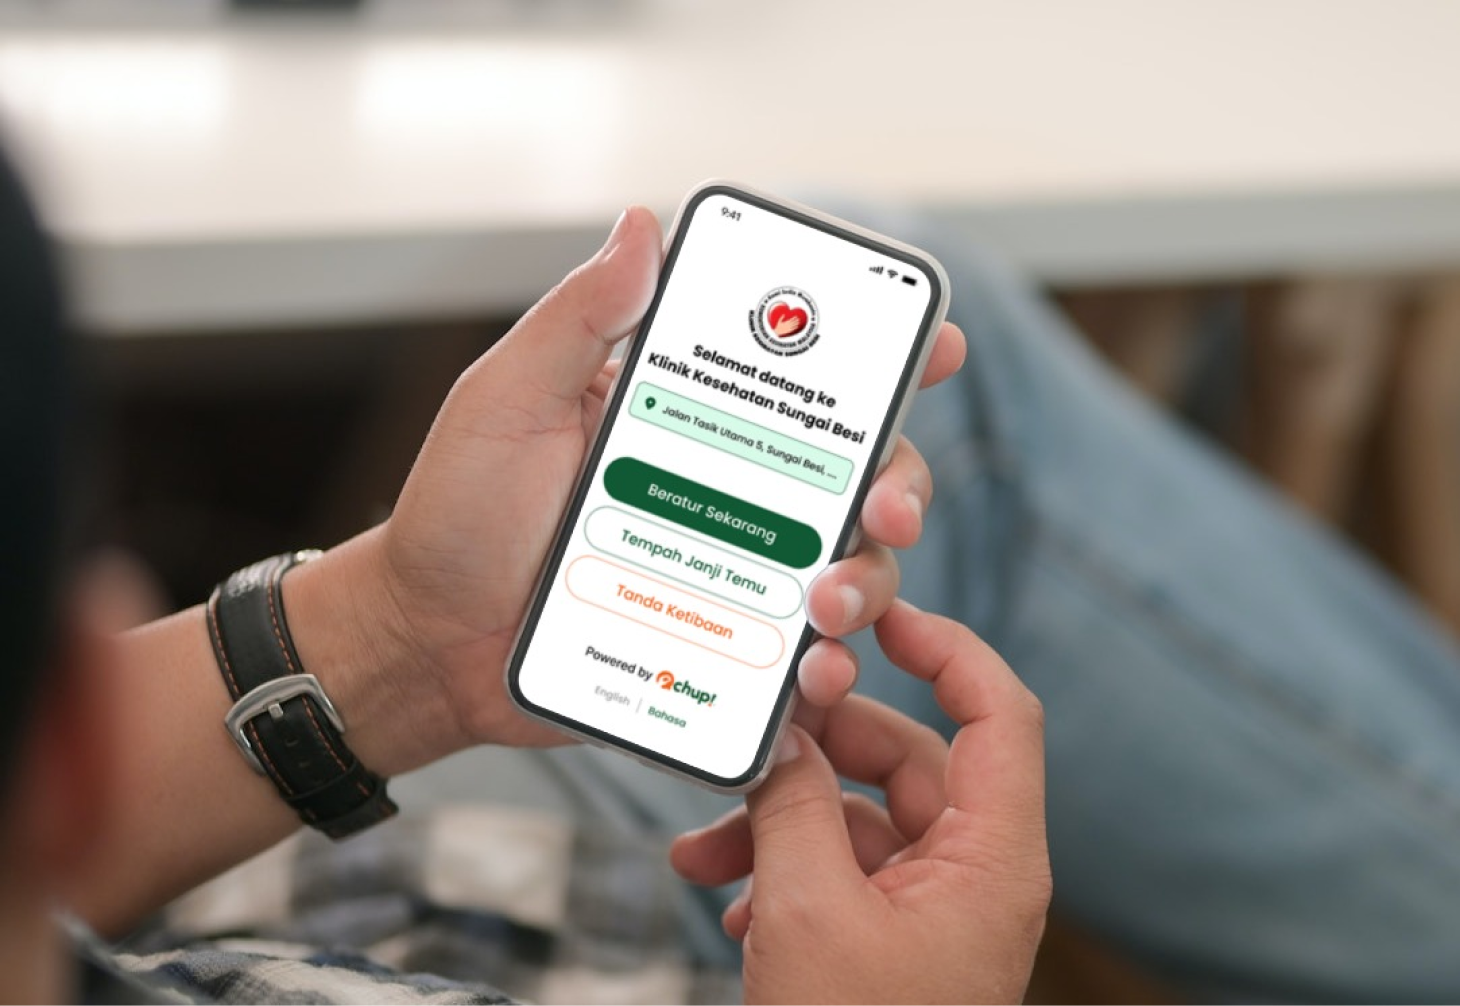 9:41
Selamat datang ke
Klinik Kesehatan Sungai Besi
Jalan Tasik Utama 5, Sungai Besi, ...
Beratur Sekarang
Tempah Janji Temu
Tanda Ketibaan
Powered by Qchup!
English | Bahasa